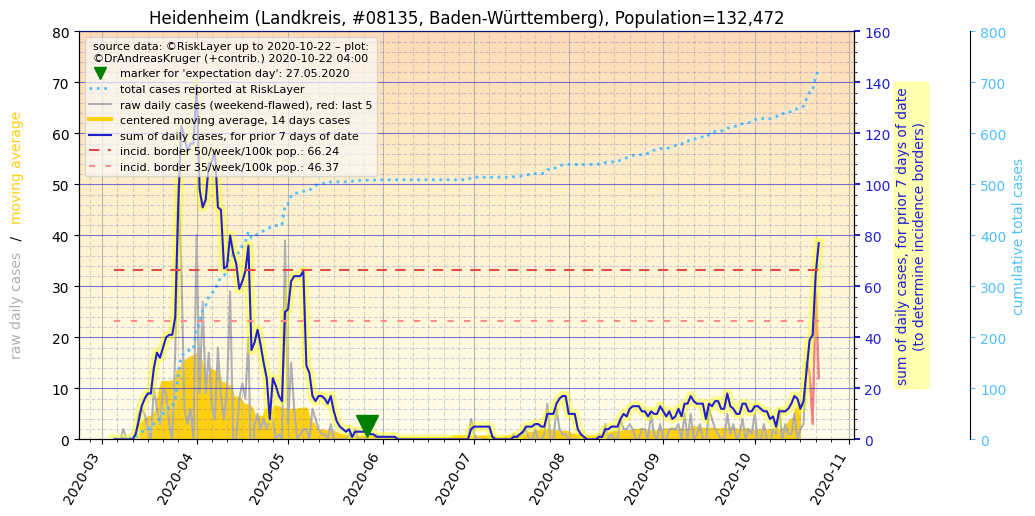 Heidenheim (Landkreis, #08135, Baden-Württemberg), Population=132,472
source data: ©RiskLayer up to 2020-10-22 – plot:
©DrAndreasKruger (+contrib.) 2020-10-22 04:00
marker for 'expectation day': 27.05.2020
total cases reported at RiskLayer
raw daily cases (weekend-flawed), red: last 5
centered moving average, 14 days cases
sum of daily cases, for prior 7 days of date
incid. border 50/week/100k pop.: 66.24
incid. border 35/week/100k pop.: 46.37
raw daily cases / moving average
80
70
60
50
40
30
20
10
0
160
140
120
100
80
60
40
20
0
sum of daily cases, for prior 7 days of date
(to determine incidence borders)
800
700
600
500
400
300
200
100
0
cumulative total cases
2020-03
2020-04
2020-05
2020-06
2020-07
2020-08
2020-09
2020-10
2020-11